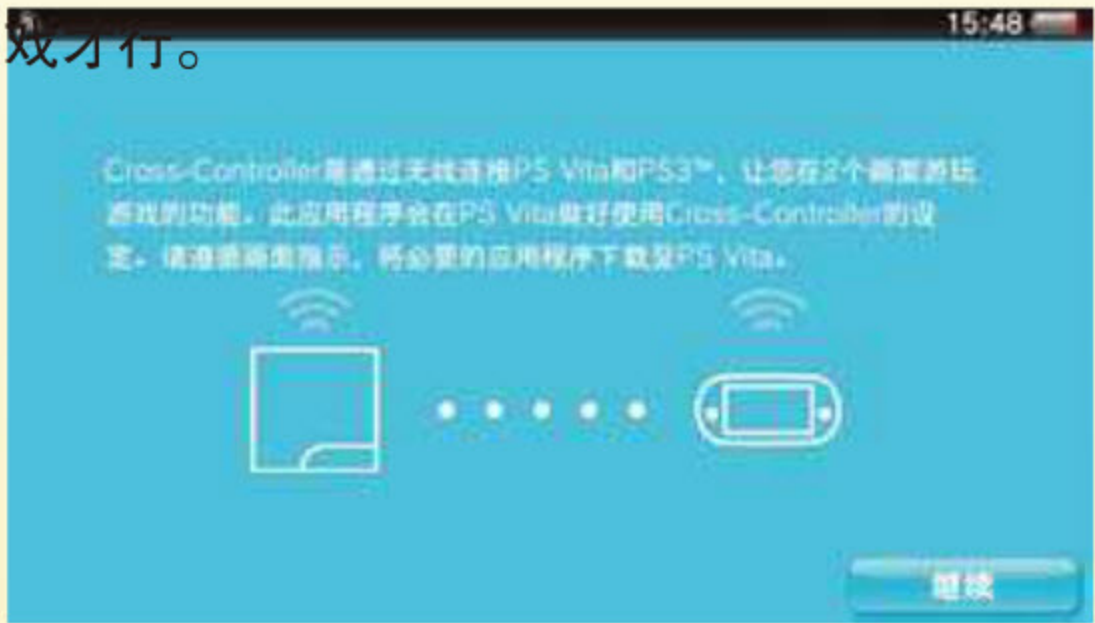 15:48
戏才行。
Cross-Controller是通过无线连接PS Vita和PS3™、让您在2个画面游玩
游戏的功能。此应用程序会在PS Vita做好使用Cross-Controller的设
定。请遵循画面指示，将必要的应用程序下载至PS Vita。
继续